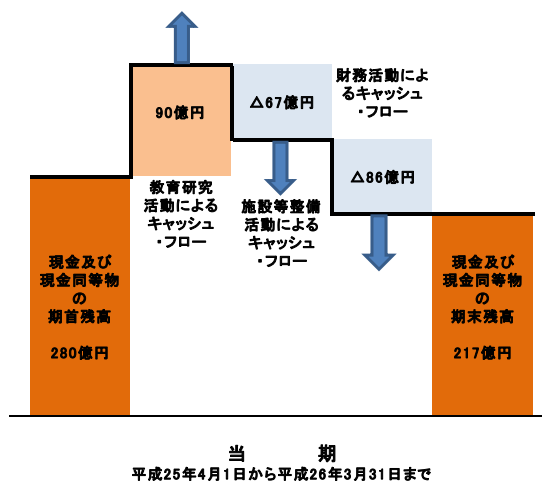 90億円
△67億円
財務活動によ
るキャッシュ
・フロー
△86億円
教育研究
活動による
キャッシュ
・フロー
施設等整備
活動による
キャッシュ
・フロー
現金及び
現金同等物
の
期首残高
280億円
現金及び
現金同等物
の
期末残高
217億円
当 期
平成25年4月1日から平成26年3月31日まで